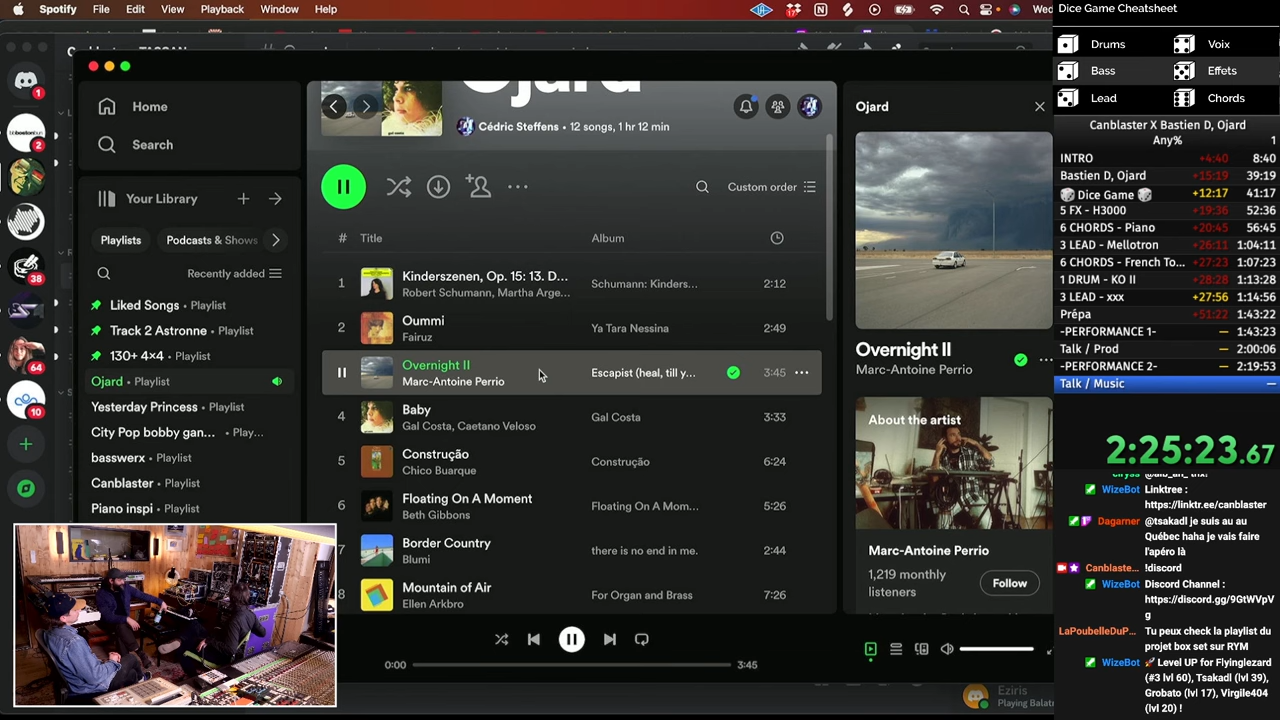 Spotify File Edit View Playback Window Help
Wed
Home
Search
Your Library
Playlists
Podcasts & Shows
Recently added
Liked Songs • Playlist
Track 2 Astronne • Playlist
130+ 4×4 • Playlist
Ojard • Playlist
Yesterday Princess • Playlist
City Pop bobby gan... • Play...
basswerx • Playlist
Canblaster • Playlist
Piano inspi • Playlist
1
2
38
64
10
Ojard
Cédric Steffens • 12 songs, 1 hr 12 min
Custom order
# Title Album
1 Kinderszenen, Op. 15: 13. D... Schumann: Kinders... 2:12
Robert Schumann, Martha Arge...
2 Oummi Ya Tara Nessina 2:49
Fairuz
Overnight II Escapist (heal, till y... 3:45
Marc-Antoine Perrio
4 Baby Gal Costa 3:33
Gal Costa, Caetano Veloso
5 Construção Construção 6:24
Chico Buarque
6 Floating On A Moment Floating On A Mom... 5:26
Beth Gibbons
7 Border Country there is no end in me. 2:44
Blumi
8 Mountain of Air For Organ and Brass 7:26
Ellen Arkbro
0:00 3:45
Ojard
Overnight II
Marc-Antoine Perrio
About the artist
Marc-Antoine Perrio
1,219 monthly
listeners
Follow
Eziris
Playing Balat
Dice Game Cheatsheet
Drums Voix
Bass Effets
Lead Chords
Canblaster X Bastien D, Ojard
Any% 1
INTRO +4:40 8:40
Bastien D, Ojard +15:19 39:19
🎲 Dice Game 🎲 +12:17 41:17
5 FX - H3000 +19:36 52:36
6 CHORDS - Piano +20:45 56:45
3 LEAD - Mellotron +26:11 1:04:11
6 CHORDS - French To... +27:23 1:07:23
1 DRUM - KO II +28:28 1:13:28
3 LEAD - xxx +27:56 1:14:56
Prépa +51:22 1:43:22
-PERFORMANCE 1- — 1:43:23
Talk / Prod — 2:00:06
-PERFORMANCE 2- — 2:19:53
Talk / Music —
2:25:23.67
WizeBot Linktree :
https://linktr.ee/canblaster
Dagarner @tsakadl je suis au au
Québec haha je vais faire
l'apéro là
Canblaste... !discord
WizeBot Discord Channel :
https://discord.gg/9GtWVpV
g
LaPoubelleDuP... Tu peux check la playlist du
projet box set sur RYM
WizeBot 🚀 Level UP for Flyinglezard
(#3 lvl 60), Tsakadl (lvl 39),
Grobato (lvl 17), Virgile404
(lvl 20) !